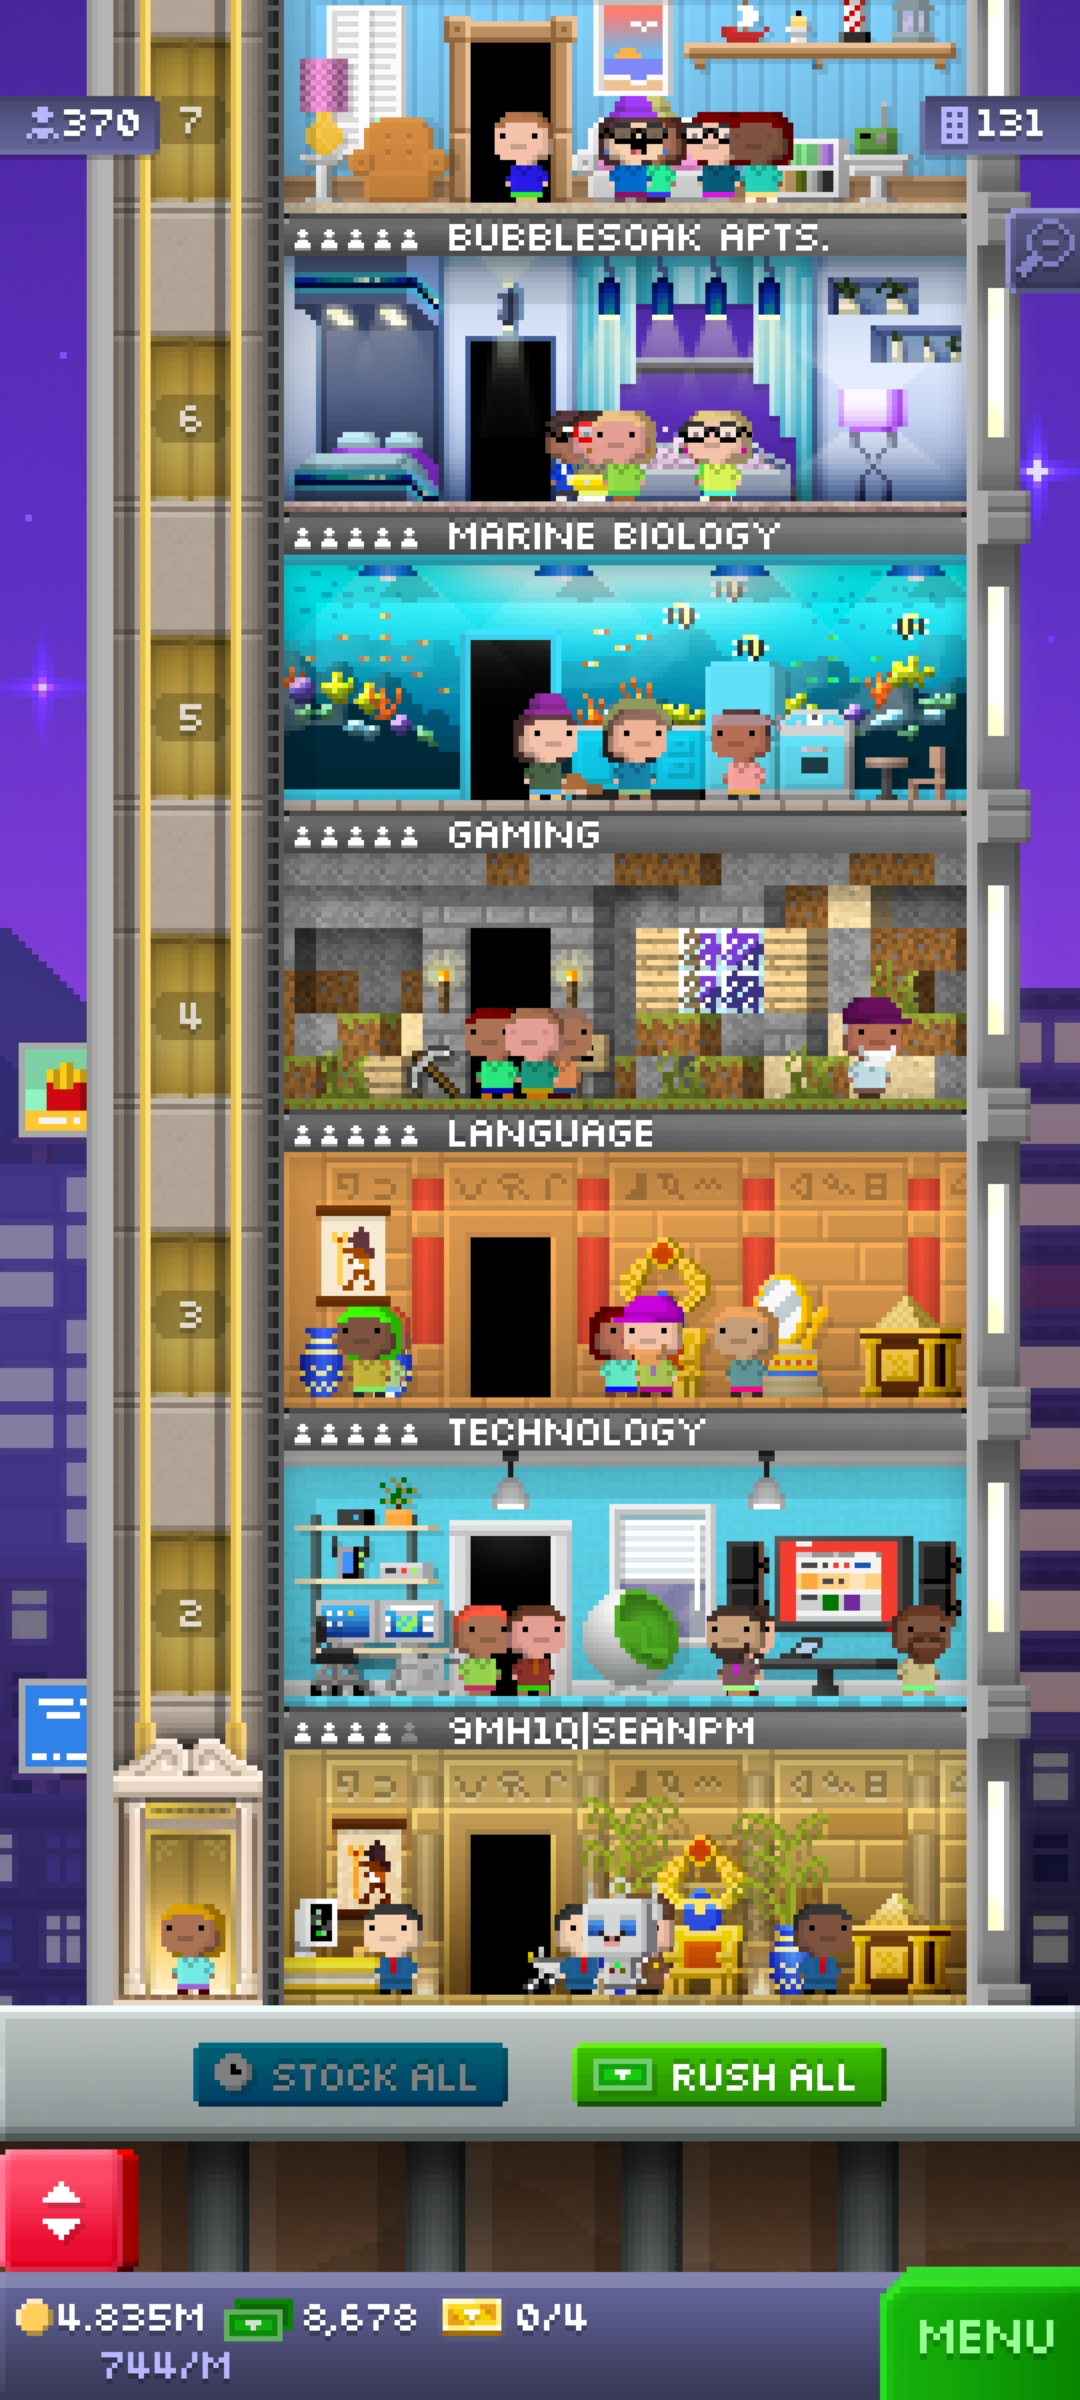 370
7
131
BUBBLESOAK APTS.
6
MARINE BIOLOGY
5
GAMING
4
LANGUAGE
3
TECHNOLOGY
2
9MH1Q|SEANPM
STOCK ALL
RUSH ALL
4.835M 8,678 0/4
744/M
MENU